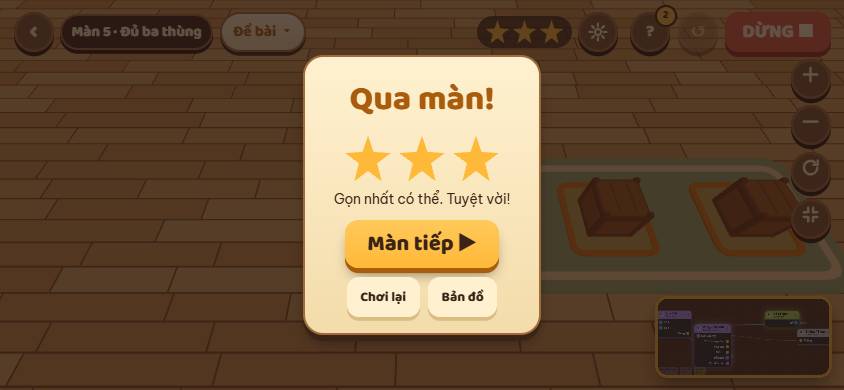 Màn 5 • Đủ ba thùng
Đề bài
?
2
DỪNG
Qua màn!
Gọn nhất có thể. Tuyệt vời!
Màn tiếp
Chơi lại
Bản đồ